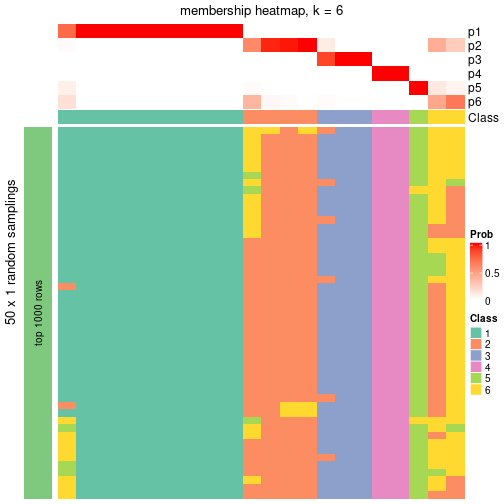 membership heatmap, k = 6
p1
p2
p3
p4
p5
p6
Class
50 x 1 random samplings
top 1000 rows
Prob
1
0.5
0
Class
1
2
3
4
5
6